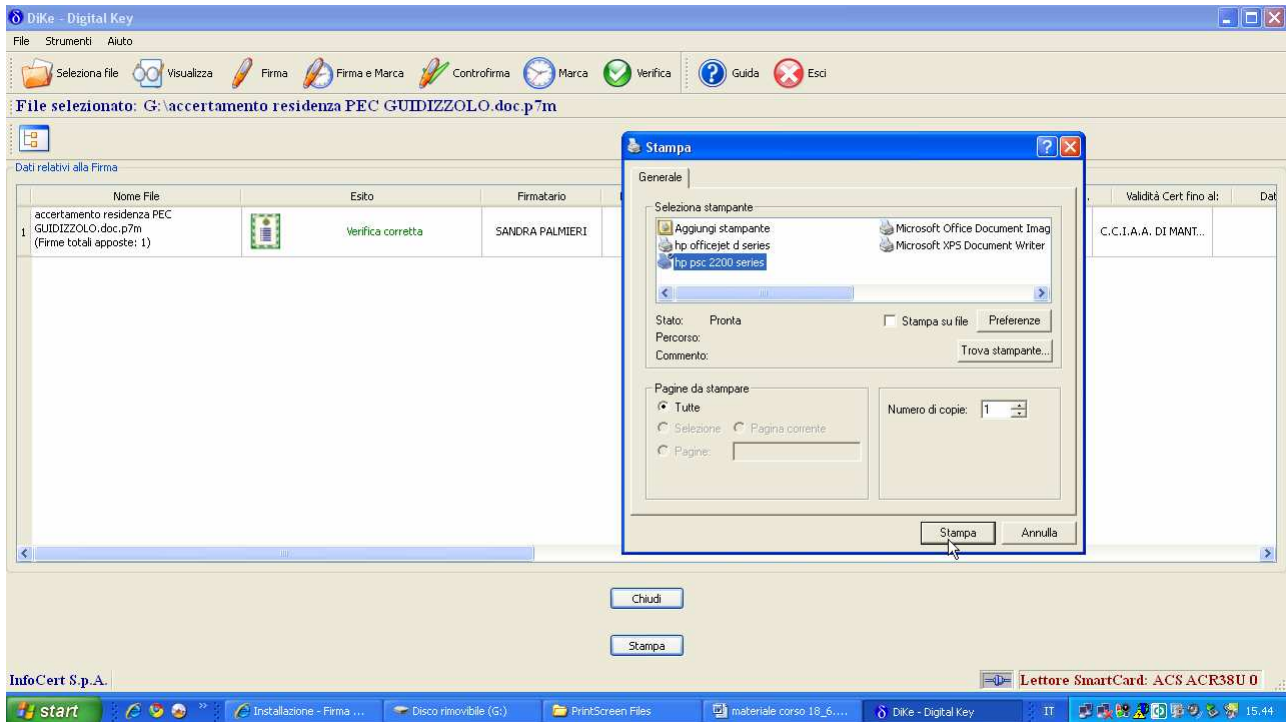 DiKe - Digital Key
File Strumenti Aiuto
Seleziona file Visualizza Firma Firma e Marca Controfirma Marca Verifica Guida Esci
File selezionato: G:\accertamento residenza PEC GUIDIZZOLO.doc.p7m
Dati relativi alla Firma
Nome File Esito Firmatario Validità Cert fino al: Dat
1 accertamento residenza PEC
GUIDIZZOLO.doc.p7m
(Firme totali apposte: 1)
Verifica corretta SANDRA PALMIERI C.C.I.A.A. DI MANT...
Stampa
Generale
Seleziona stampante
Aggiungi stampante Microsoft Office Document Imag
hp officejet d series Microsoft XPS Document Writer
hp psc 2200 series
Stato: Pronta Stampa su file Preferenze
Percorso:
Commento: Trova stampante...
Pagine da stampare
Tutte Numero di copie: 1
Selezione Pagina corrente
Pagine:
Stampa Annulla
Chiudi
Stampa
InfoCert S.p.A. Lettore SmartCard: ACS ACR38U 0
start Installazione - Firma ... Disco rimovibile (G:) PrintScreen Files materiale corso 18_6.... DiKe - Digital Key IT 15.44